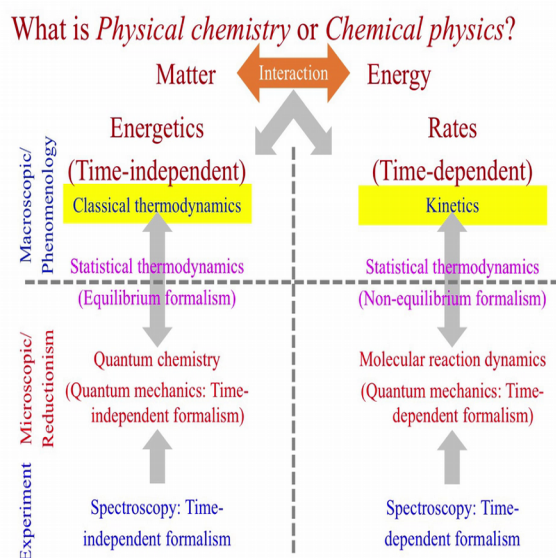 What is Physical chemistry or Chemical physics?
Matter Interaction Energy
Energetics
(Time-independent)
Rates
(Time-dependent)
Macroscopic/
Phenomenology
Classical thermodynamics
Kinetics
Statistical thermodynamics
(Equilibrium formalism)
Statistical thermodynamics
(Non-equilibrium formalism)
Microscopic/
Reductionism
Quantum chemistry
(Quantum mechanics: Time-
independent formalism)
Molecular reaction dynamics
(Quantum mechanics: Time-
dependent formalism)
Experiment
Spectroscopy: Time-
independent formalism
Spectroscopy: Time-
dependent formalism